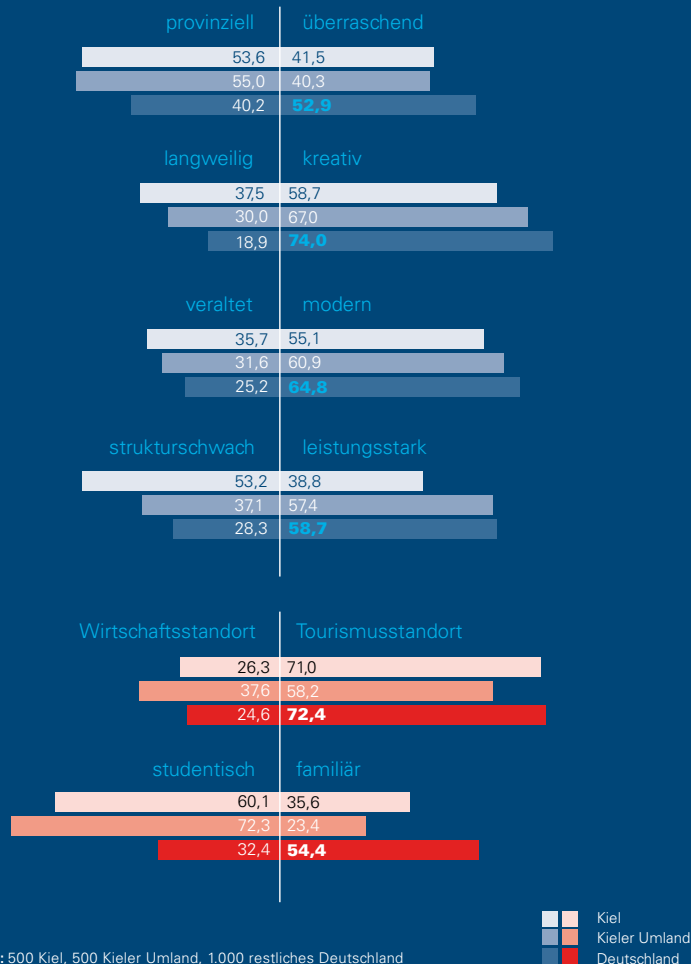 provinziell überraschend
53,6 41,5
55,0 40,3
40,2 52,9
langweilig kreativ
37,5 58,7
30,0 67,0
18,9 74,0
veraltet modern
35,7 55,1
31,6 60,9
25,2 64,8
strukturschwach leistungsstark
53,2 38,8
37,1 57,4
28,3 58,7
Wirtschaftsstandort Tourismusstandort
26,3 71,0
37,6 58,2
24,6 72,4
studentisch familiär
60,1 35,6
72,3 23,4
32,4 54,4
Kiel
Kieler Umland
Deutschland
: 500 Kiel, 500 Kieler Umland, 1.000 restliches Deutschland